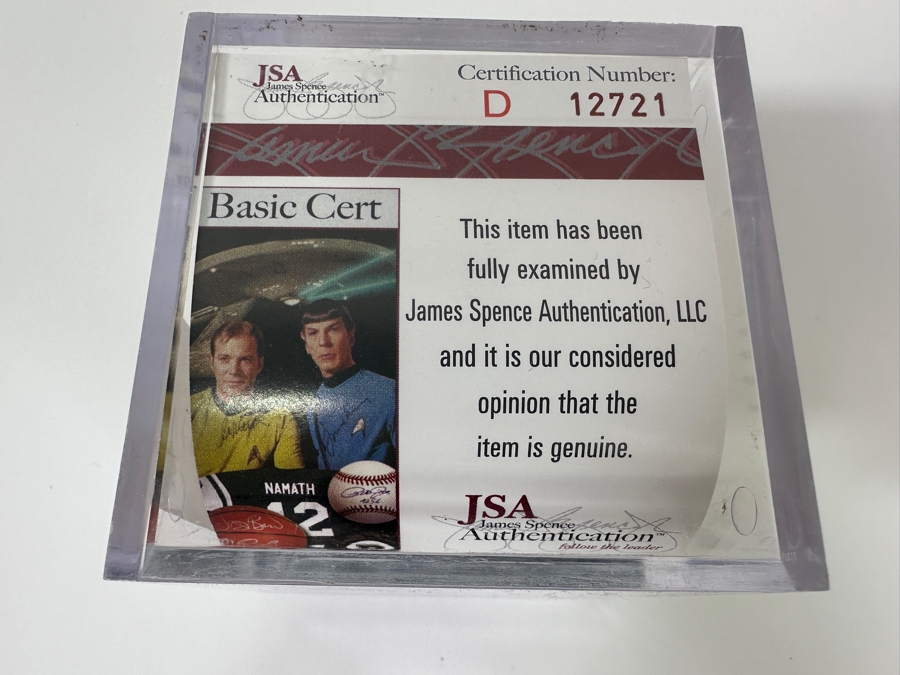 JSA
James Spence
Authentication™
Certification Number:
D 12721
Basic Cert
This item has been
fully examined by
James Spence Authentication, LLC
and it is our considered
opinion that the
item is genuine.
NAMATH
12
JSA
James Spence
Authentication™
follow the leader